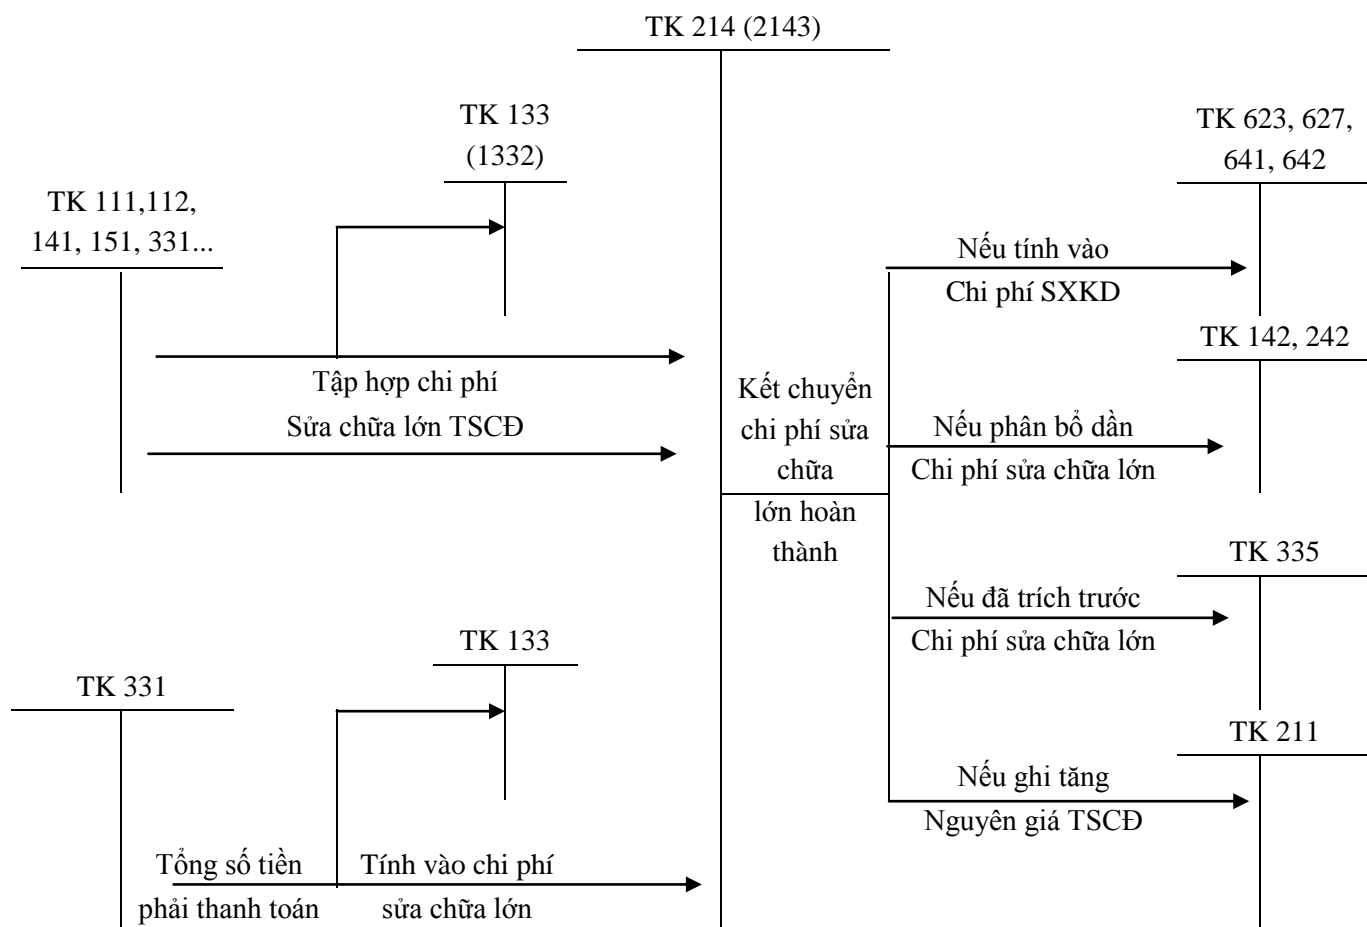 TK 214 (2143)
TK 133
(1332)
TK 623, 627,
641, 642
TK 111,112,
141, 151, 331...
Nếu tính vào
Chi phí SXKD
TK 142, 242
Tập hợp chi phí
Sửa chữa lớn TSCĐ
Kết chuyển
chi phí sửa
chữa
lớn hoàn
thành
Nếu phân bổ dần
Chi phí sửa chữa lớn
TK 335
Nếu đã trích trước
Chi phí sửa chữa lớn
TK 133
TK 331
TK 211
Nếu ghi tăng
Nguyên giá TSCĐ
Tổng số tiền
phải thanh toán
Tính vào chi phí
sửa chữa lớn